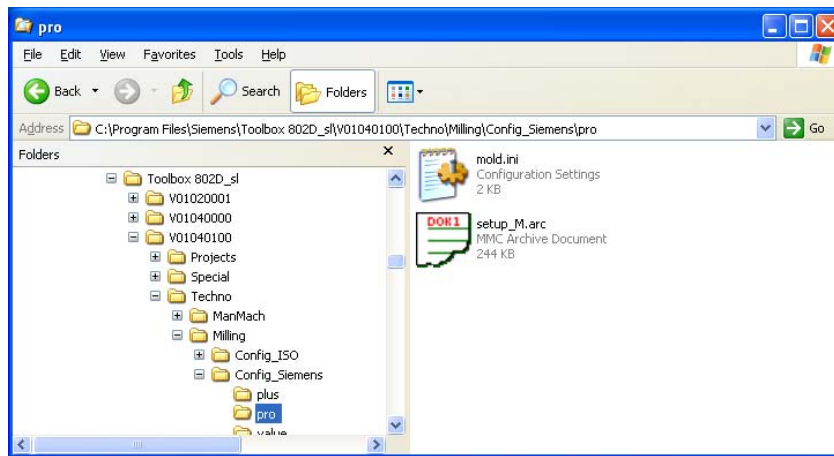 pro
File Edit View Favorites Tools Help
Back Search Folders
Address C:\Program Files\Siemens\Toolbox 802D_sl\V01040100\Techno\Milling\Config_Siemens\pro Go
Folders
Toolbox 802D_sl
V01020001
V01040000
V01040100
Projects
Special
Techno
ManMach
Milling
Config_ISO
Config_Siemens
plus
pro
value
mold.ini
Configuration Settings
2 KB
DOK1
setup_M.arc
MMC Archive Document
244 KB